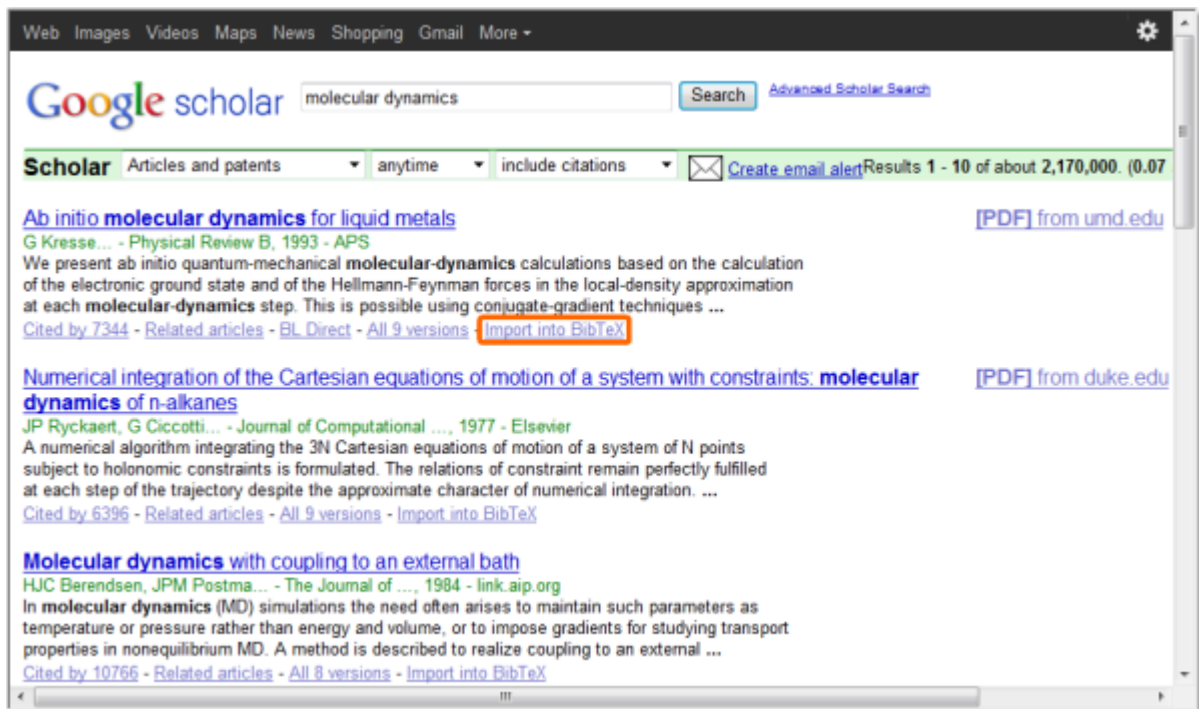 Web Images Videos Maps News Shopping Gmail More
Google scholar molecular dynamics Search Advanced Scholar Search
Scholar Articles and patents anytime include citations Create email alert Results 1 - 10 of about 2,170,000. (0.07
Ab initio molecular dynamics for liquid metals [PDF] from umd.edu
G Kresse... - Physical Review B, 1993 - APS
We present ab initio quantum-mechanical molecular-dynamics calculations based on the calculation
of the electronic ground state and of the Hellmann-Feynman forces in the local-density approximation
at each molecular-dynamics step. This is possible using conjugate-gradient techniques ...
Cited by 7344 - Related articles - BL Direct - All 9 versions - Import into BibTeX
Numerical integration of the Cartesian equations of motion of a system with constraints: molecular [PDF] from duke.edu
dynamics of n-alkanes
JP Ryckaert, G Ciccotti... - Journal of Computational ..., 1977 - Elsevier
A numerical algorithm integrating the 3N Cartesian equations of motion of a system of N points
subject to holonomic constraints is formulated. The relations of constraint remain perfectly fulfilled
at each step of the trajectory despite the approximate character of numerical integration. ...
Cited by 6396 - Related articles - All 9 versions - Import into BibTeX
Molecular dynamics with coupling to an external bath
HJC Berendsen, JPM Postma... - The Journal of ..., 1984 - link.aip.org
In molecular dynamics (MD) simulations the need often arises to maintain such parameters as
temperature or pressure rather than energy and volume, or to impose gradients for studying transport
properties in nonequilibrium MD. A method is described to realize coupling to an external ...
Cited by 10766 - Related articles - All 8 versions - Import into BibTeX